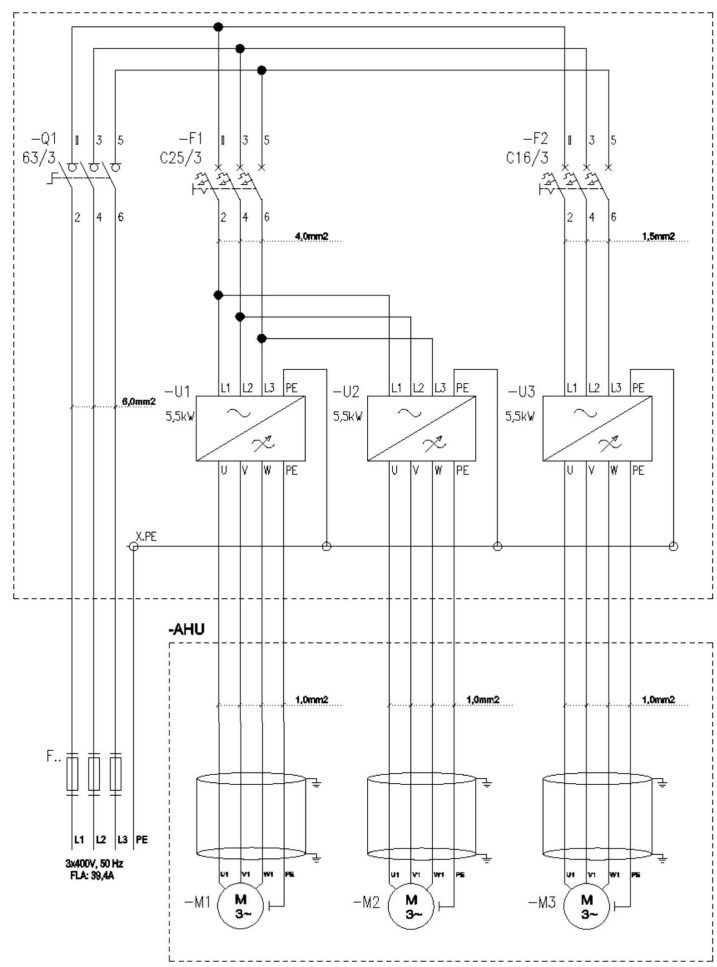 -Q1 1 3 5 -F1 1 3 5 -F2 1 3 5
63/3 C25/3 C16/3
2 4 6 2 4 6 2 4 6
4,0mm2 1,5mm2
-U1 L1 L2 L3 PE -U2 L1 L2 L3 PE -U3 L1 L2 L3 PE
6,0mm2 5,5kW 5,5kW 5,5kW
U V W PE U V W PE U V W PE
X.PE
-AHU
1,0mm2 1,0mm2 1,0mm2
F..
L1 L2 L3 PE
3x400V, 50 Hz
FLA: 39,4A
U1 V1 W1 PE U1 V1 W1 PE U1 V1 W1 PE
-M1 M -M2 M -M3 M
3~ 3~ 3~